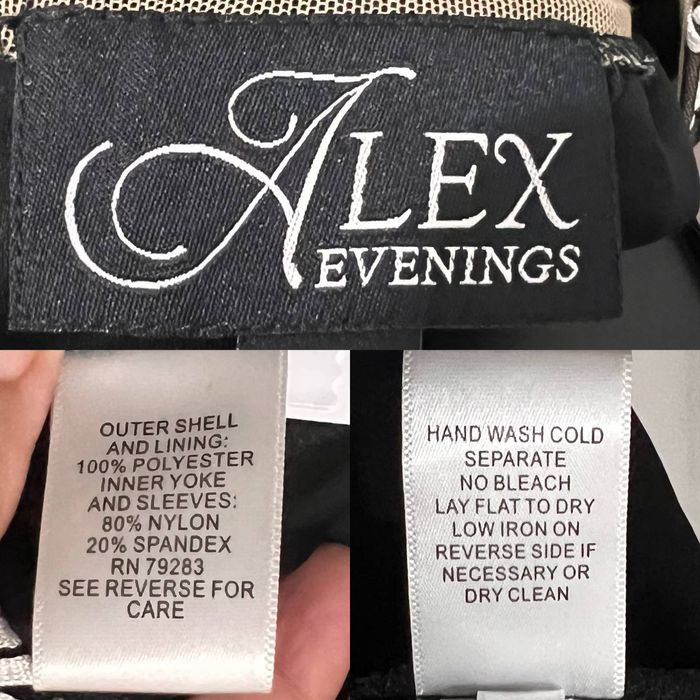 ALEX
EVENINGS
OUTER SHELL
AND LINING:
100% POLYESTER
INNER YOKE
AND SLEEVES:
80% NYLON
20% SPANDEX
RN 79283
SEE REVERSE FOR
CARE
HAND WASH COLD
SEPARATE
NO BLEACH
LAY FLAT TO DRY
LOW IRON ON
REVERSE SIDE IF
NECESSARY OR
DRY CLEAN